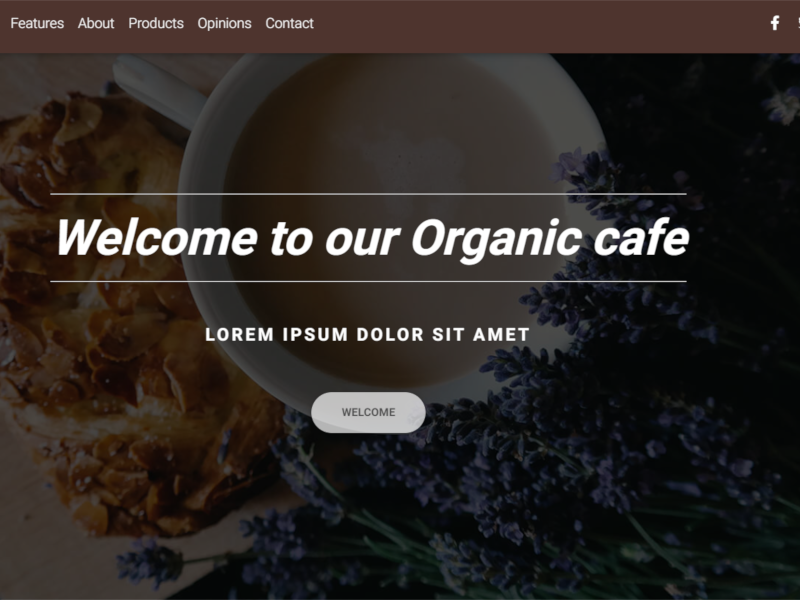 Features About Products Opinions Contact
Welcome to our Organic cafe
LOREM IPSUM DOLOR SIT AMET
WELCOME